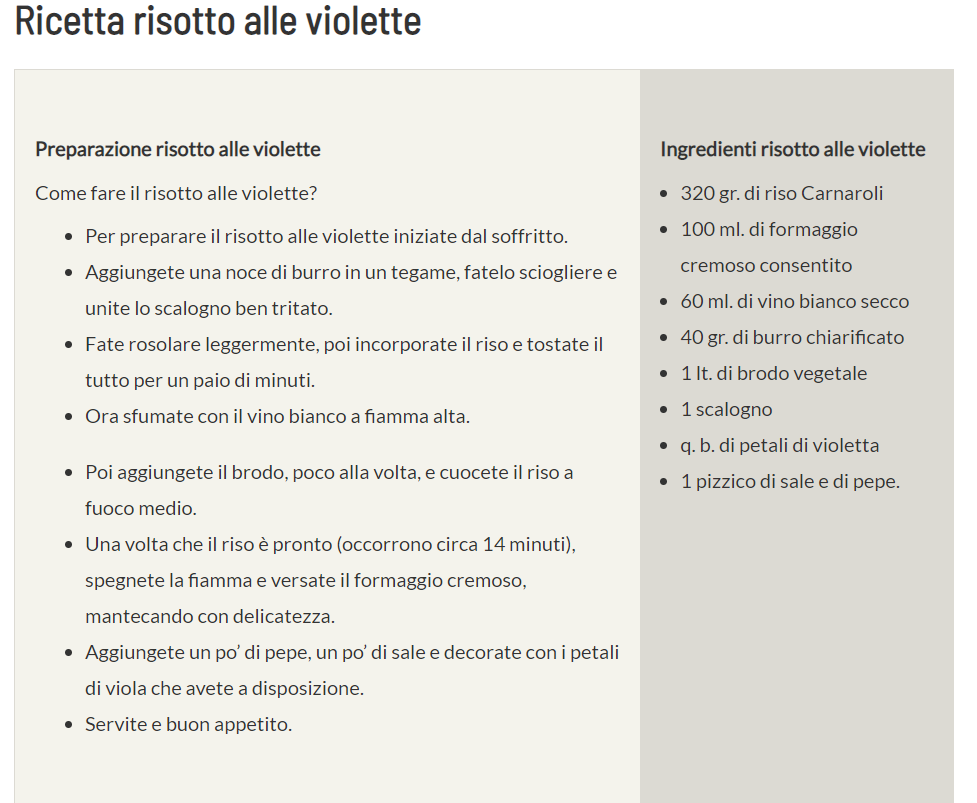 Ricetta risotto alle violette
Preparazione risotto alle violette
Come fare il risotto alle violette?
• Per preparare il risotto alle violette iniziate dal soffritto.
• Aggiungete una noce di burro in un tegame, fatelo sciogliere e
unite lo scalogno ben tritato.
• Fate rosolare leggermente, poi incorporate il riso e tostate il
tutto per un paio di minuti.
• Ora sfumate con il vino bianco a fiamma alta.
• Poi aggiungete il brodo, poco alla volta, e cuocete il riso a
fuoco medio.
• Una volta che il riso è pronto (occorrono circa 14 minuti),
spegnete la fiamma e versate il formaggio cremoso,
mantecando con delicatezza.
• Aggiungete un po’ di pepe, un po’ di sale e decorate con i petali
di viola che avete a disposizione.
• Servite e buon appetito.
Ingredienti risotto alle violette
• 320 gr. di riso Carnaroli
• 100 ml. di formaggio
cremoso consentito
• 60 ml. di vino bianco secco
• 40 gr. di burro chiarificato
• 1 lt. di brodo vegetale
• 1 scalogno
• q. b. di petali di violetta
• 1 pizzico di sale e di pepe.